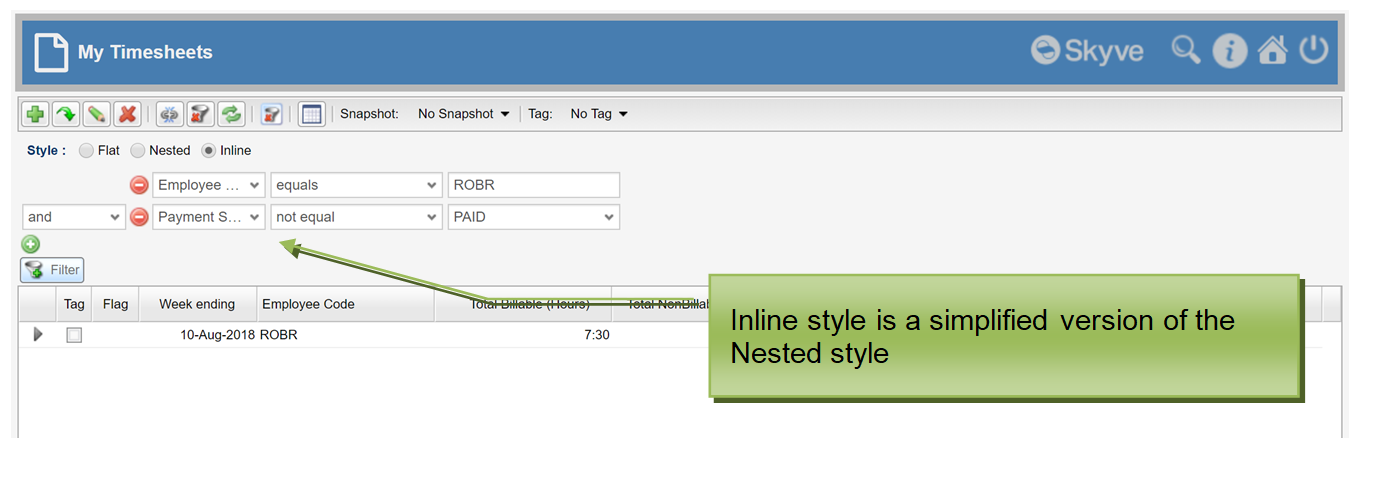 My Timesheets
Skyve
Snapshot: No Snapshot Tag: No Tag
Style : Flat Nested Inline
Employee ... equals ROBR
and Payment S... not equal PAID
Filter
Tag Flag Week ending Employee Code Total Billable (Hours) Total NonBillab
10-Aug-2018 ROBR 7:30
Inline style is a simplified version of the
Nested style